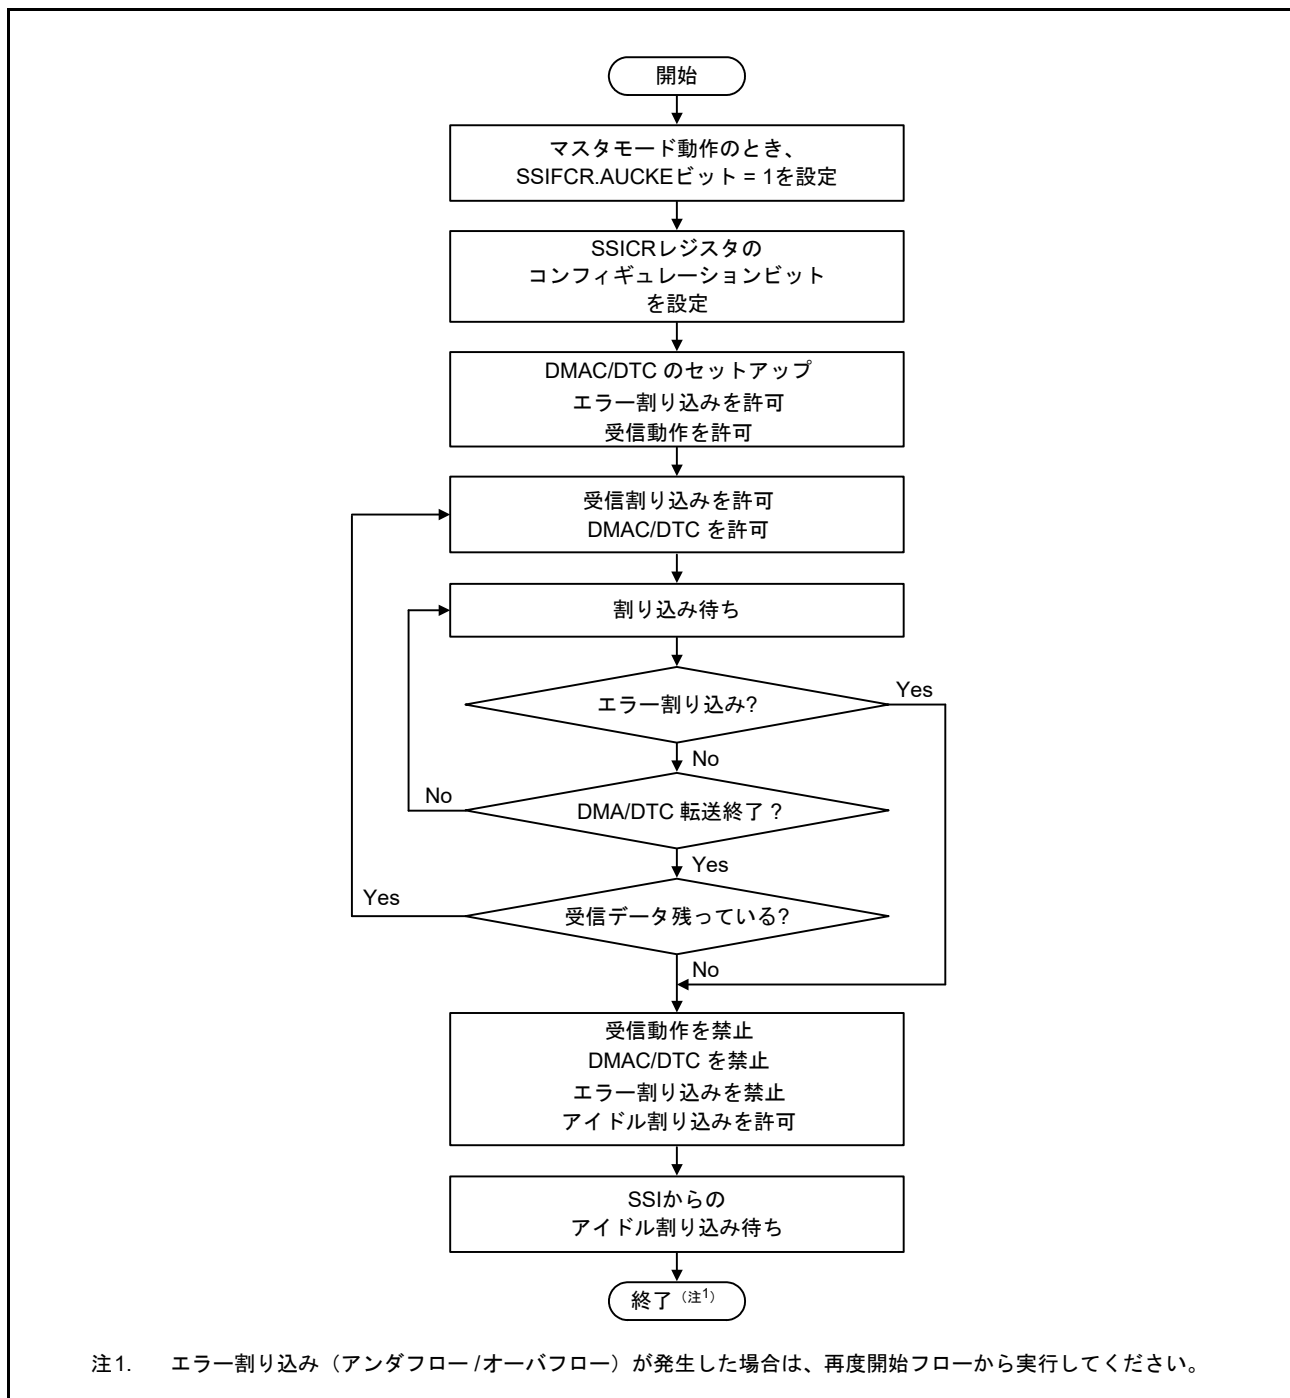 開始
マスタモード動作のとき、
SSIFCR.AUCKEビット = 1を設定
SSICRレジスタの
コンフィギュレーションビット
を設定
DMAC/DTC のセットアップ
エラー割り込みを許可
受信動作を許可
受信割り込みを許可
DMAC/DTC を許可
割り込み待ち
エラー割り込み?
Yes
No
DMA/DTC 転送終了 ?
No
Yes
受信データ残っている?
Yes
No
受信動作を禁止
DMAC/DTC を禁止
エラー割り込みを禁止
アイドル割り込みを許可
SSIからの
アイドル割り込み待ち
終了（注1）
注1. エラー割り込み（アンダフロー /オーバフロー）が発生した場合は、再度開始フローから実行してください。